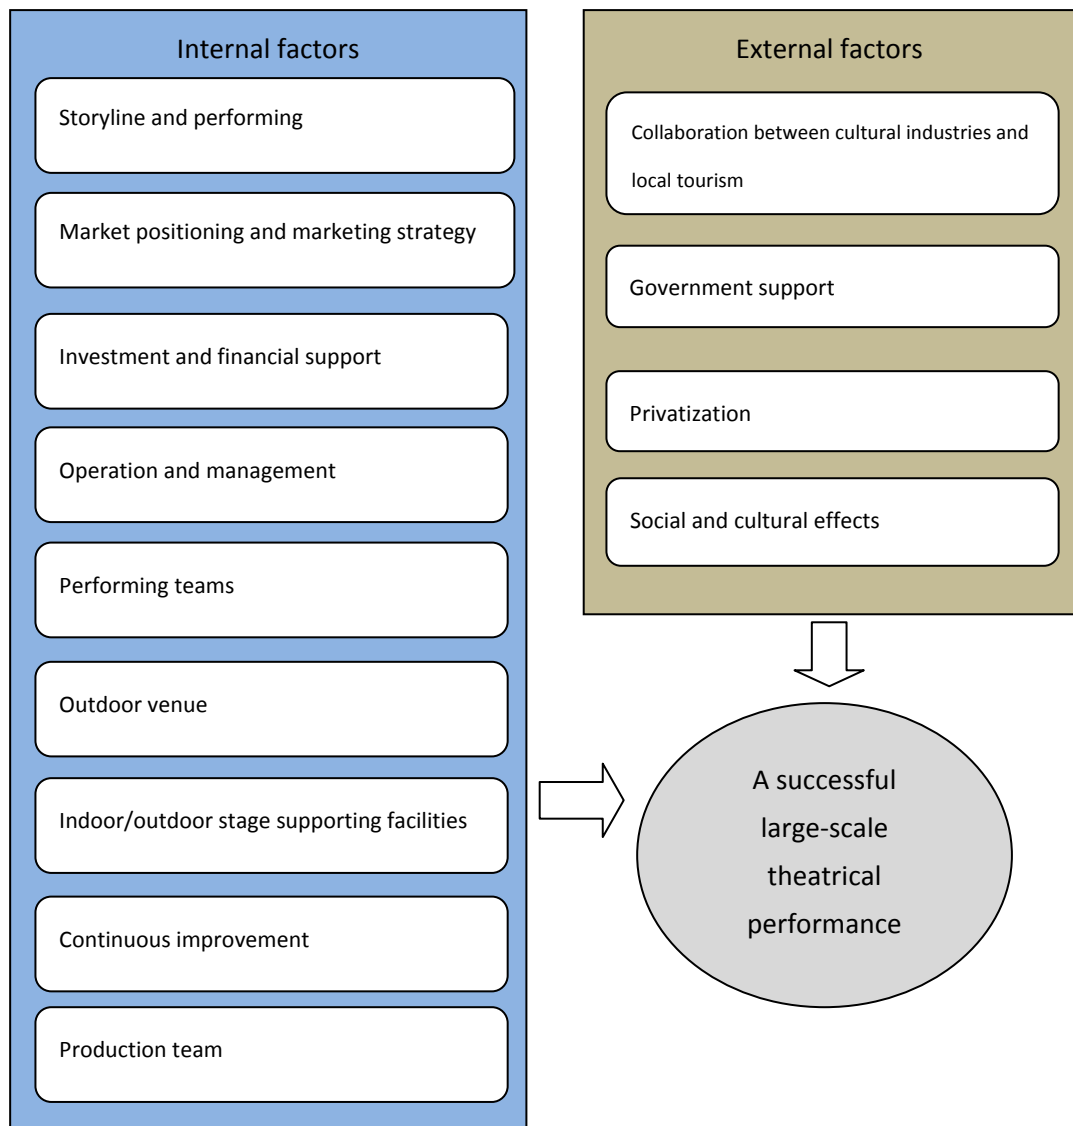 Internal factors
Storyline and performing
Market positioning and marketing strategy
Investment and financial support
Operation and management
Performing teams
Outdoor venue
Indoor/outdoor stage supporting facilities
Continuous improvement
Production team
External factors
Collaboration between cultural industries and
local tourism
Government support
Privatization
Social and cultural effects
A successful
large-scale
theatrical
performance